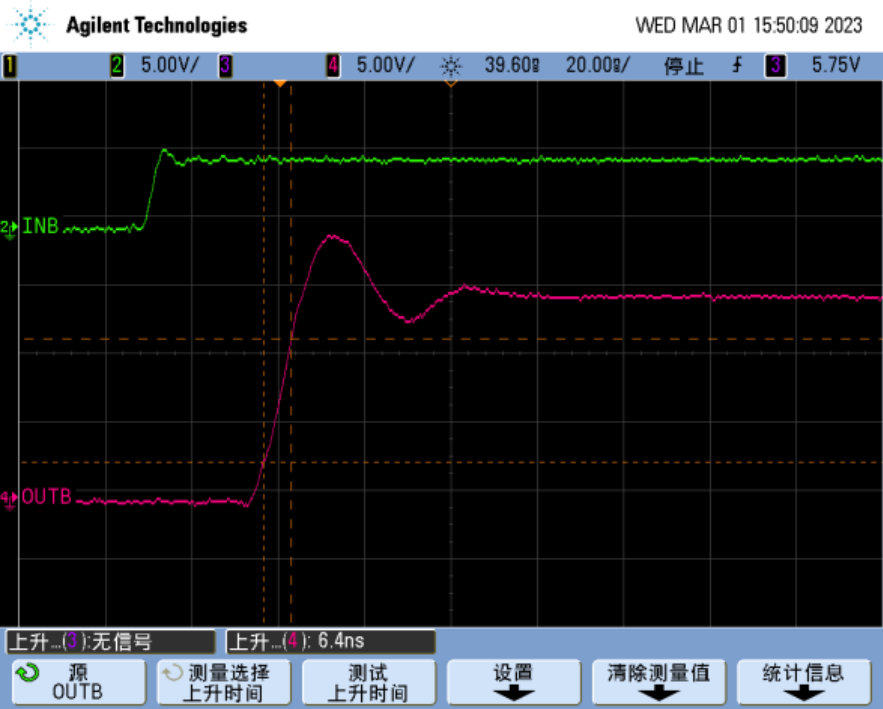 Agilent Technologies WED MAR 01 15:50:09 2023
1 2 5.00V/ 3 4 5.00V/ 39.60s 20.00s/ 停止 3 5.75V
2 INB
4 OUTB
上升...(3):无信号 上升...(4): 6.4ns
源 测量选择 测试 设置 清除测量值 统计信息
OUTB 上升时间 上升时间